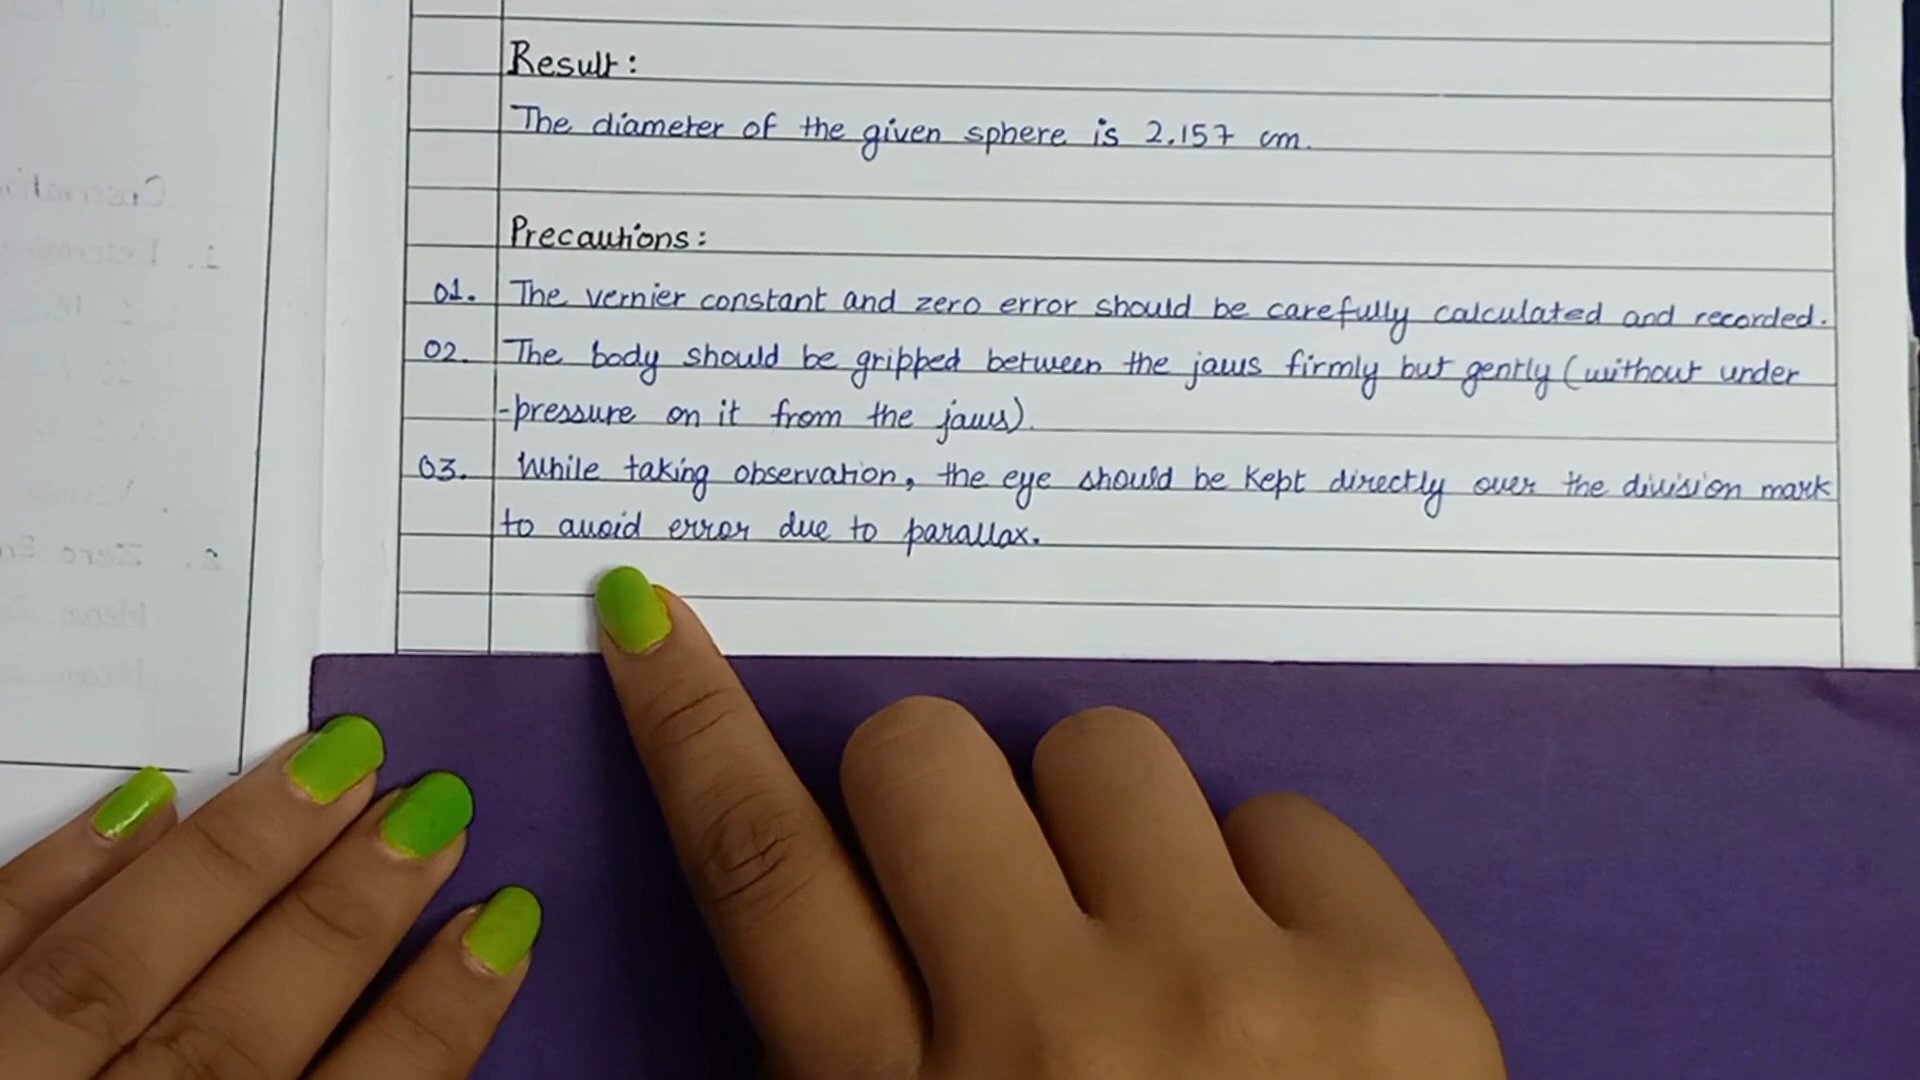 Result:
The diameter of the given sphere is 2.157 cm.
Precautions:
01. The vernier constant and zero error should be carefully calculated and recorded.
02. The body should be gripped between the jaws firmly but gently (without under
-pressure on it from the jaws).
03. While taking observation, the eye should be kept directly over the division mark
to avoid error due to parallax.